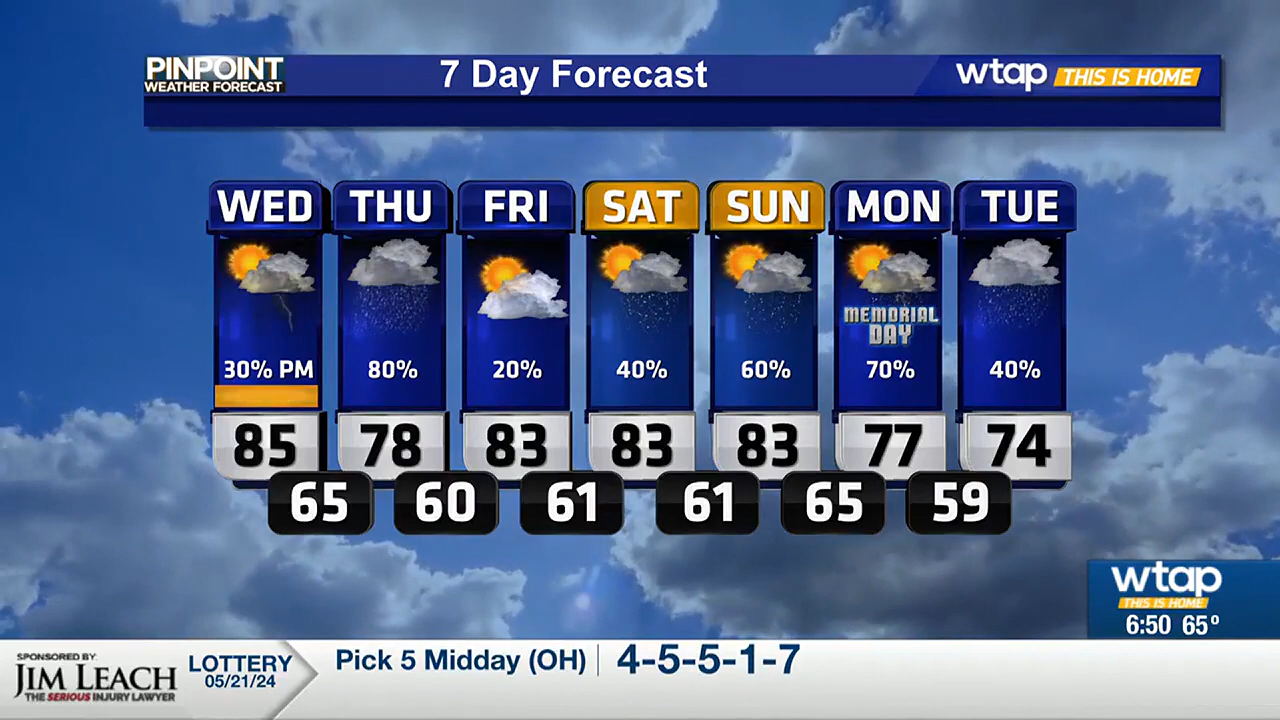 PINPOINT
WEATHER FORECAST
7 Day Forecast
wtap THIS IS HOME
WED THU FRI SAT SUN MON TUE
MEMORIAL
DAY
30% PM 80% 20% 40% 60% 70% 40%
85 78 83 83 83 77 74
65 60 61 61 65 59
wtap
THIS IS HOME
6:50 65°
SPONSORED BY:
JIM LEACH
THE SERIOUS INJURY LAWYER
LOTTERY
05/21/24
Pick 5 Midday (OH) | 4-5-5-1-7